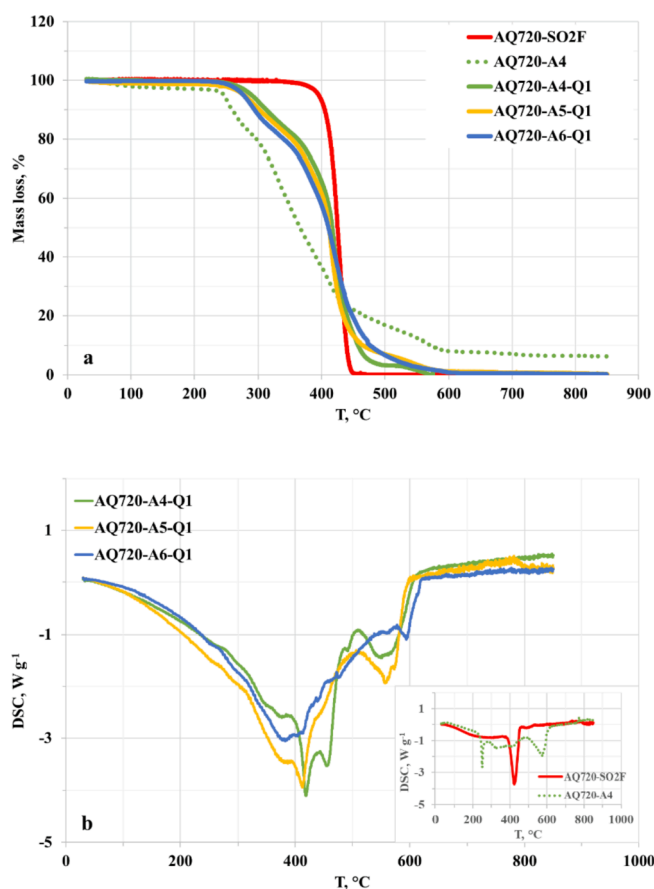 120
100
80
60
40
20
0
Mass loss, %
AQ720-SO2F
AQ720-A4
AQ720-A4-Q1
AQ720-A5-Q1
AQ720-A6-Q1
a
0 100 200 300 400 500 600 700 800 900
T, °C
AQ720-A4-Q1
AQ720-A5-Q1
AQ720-A6-Q1
1
-1
-3
-5
DSC, W g⁻¹
b
1
-1
-3
-5
DSC, W g⁻¹
AQ720-SO2F
AQ720-A4
0 200 400 600 800 1000
T, °C
0 200 400 600 800 1000
T, °C